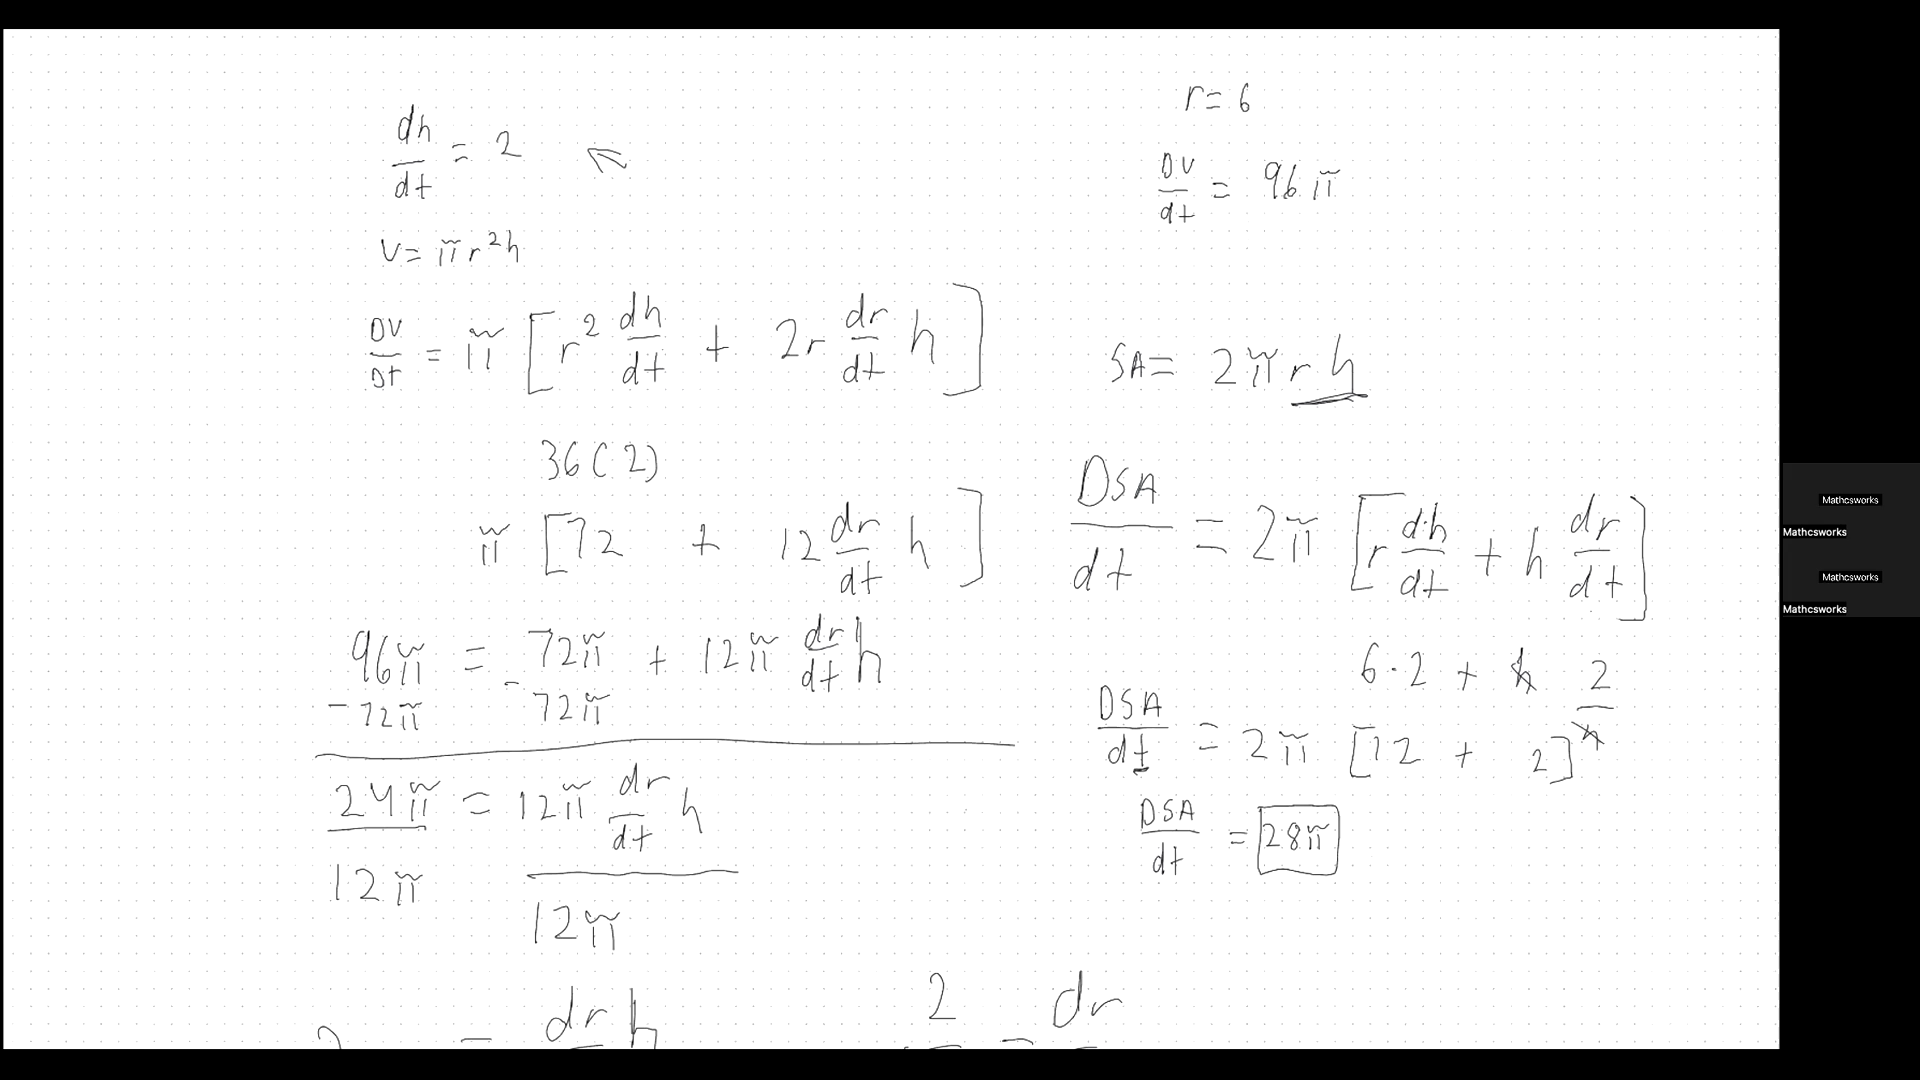 dh/dt = 2
V = πr²h
DV/DT = π [r² dh/dt + 2r dr/dt h]
36(2)
π [72 + 12 dr/dt h]
96π = 72π + 12π dr/dt h
-72π - 72π
24π = 12π dr/dt h
12π 12π
dr h
2 dr
r = 6
DV/dt = 96π
SA = 2πrh
DSA/dt = 2π [r dh/dt + h dr/dt]
6·2 + h 2/h
DSA/dt = 2π [12 + 2]
DSA/dt = 28π
Mathcsworks
Mathcsworks
Mathcsworks
Mathcsworks